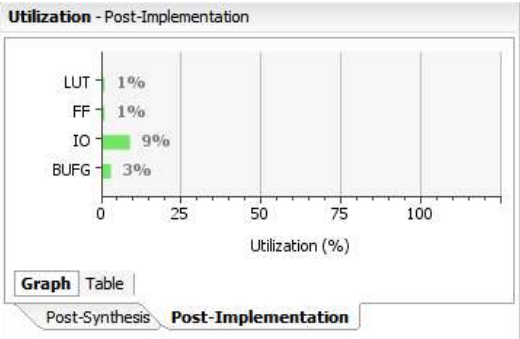 Utilization - Post-Implementation
LUT 1%
FF 1%
IO 9%
BUFG 3%
0 25 50 75 100
Utilization (%)
Graph Table
Post-Synthesis Post-Implementation